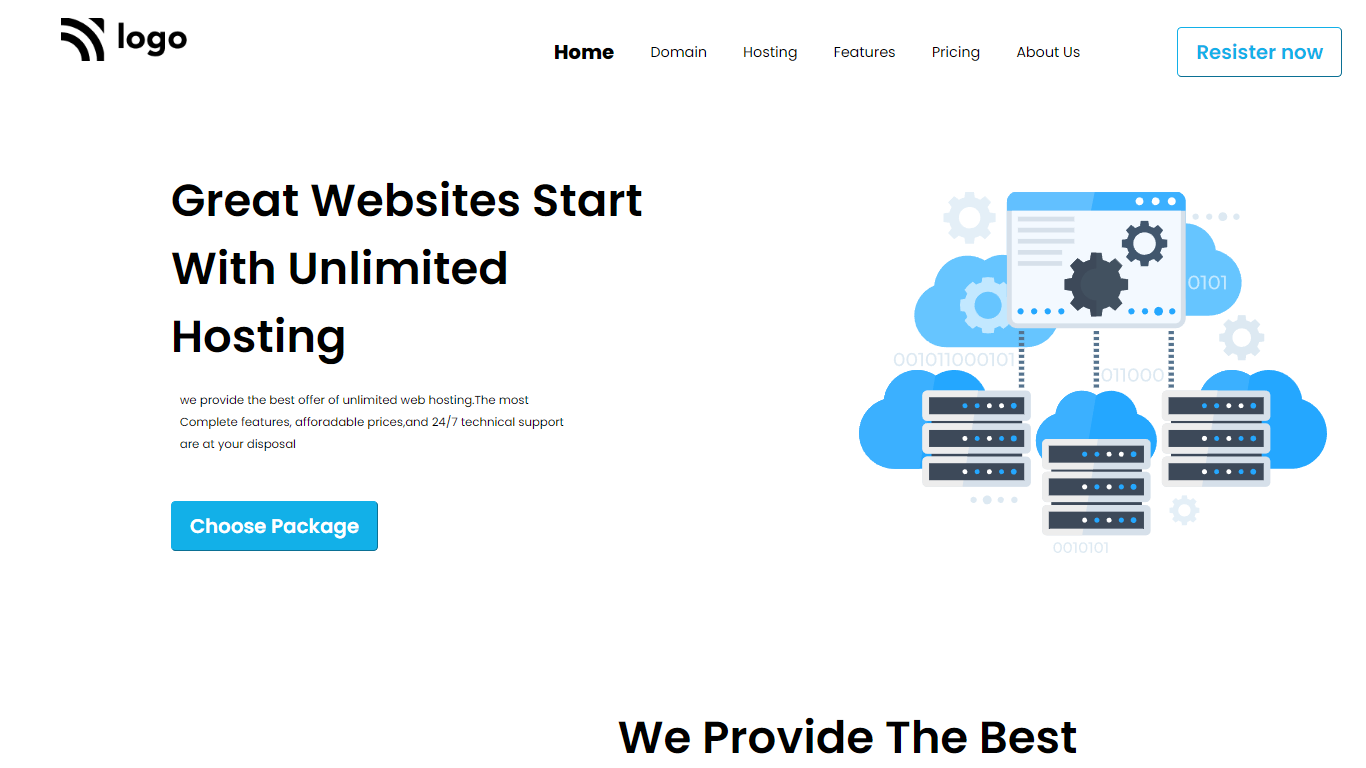 logo
Home Domain Hosting Features Pricing About Us
Resister now
Great Websites Start
With Unlimited
Hosting
we provide the best offer of unlimited web hosting.The most
Complete features, afforadable prices,and 24/7 technical support
are at your disposal
Choose Package
0101
001011000101
011000
0010101
We Provide The Best